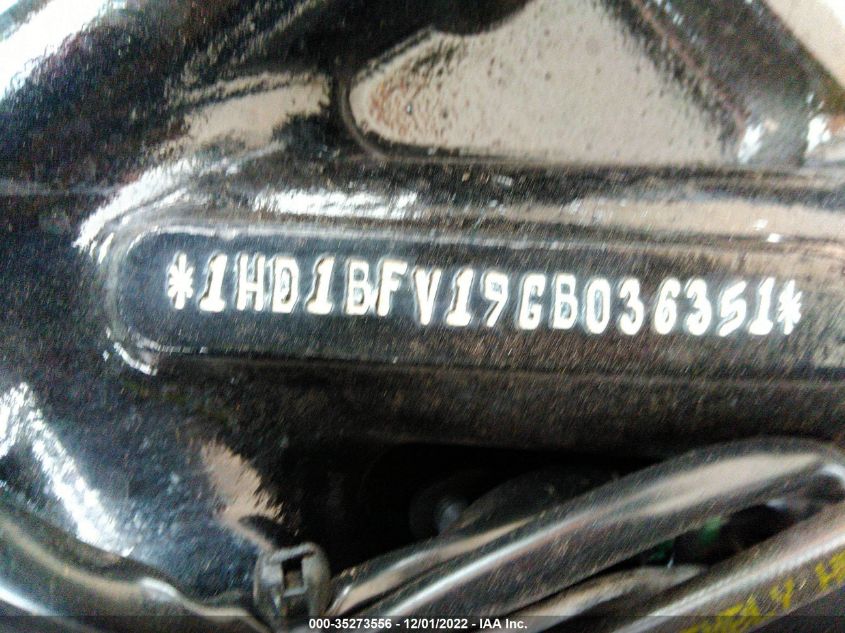 *1HD1BFV19GB036351*
000-35273556 - 12/01/2022 - IAA Inc.